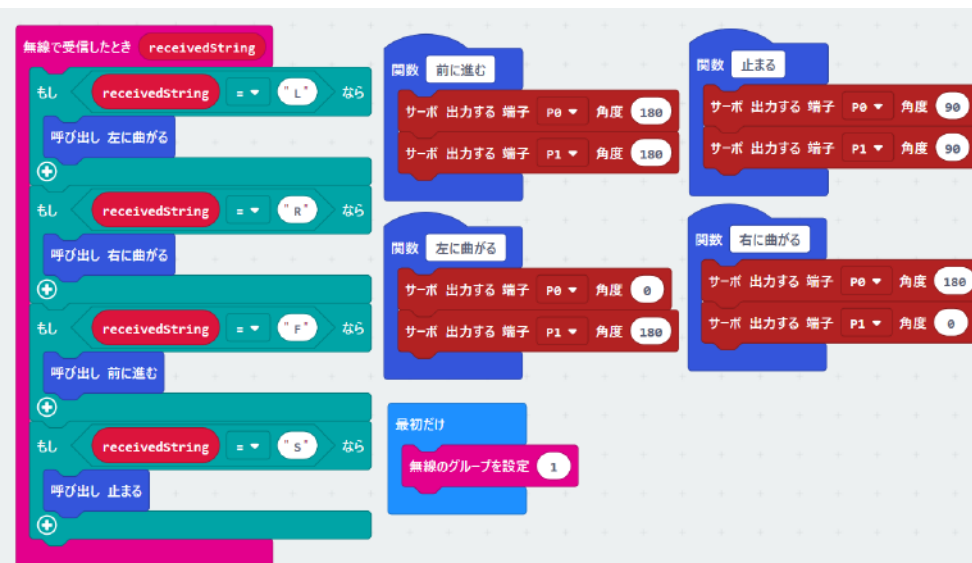 無線で受信したとき receivedString
もし receivedString = ▼ "L" なら
呼び出し 左に曲がる
もし receivedString = ▼ "R" なら
呼び出し 右に曲がる
もし receivedString = ▼ "F" なら
呼び出し 前に進む
もし receivedString = ▼ "S" なら
呼び出し 止まる
関数 前に進む
サーボ 出力する 端子 P0 ▼ 角度 180
サーボ 出力する 端子 P1 ▼ 角度 180
関数 左に曲がる
サーボ 出力する 端子 P0 ▼ 角度 0
サーボ 出力する 端子 P1 ▼ 角度 180
最初だけ
無線のグループを設定 1
関数 止まる
サーボ 出力する 端子 P0 ▼ 角度 90
サーボ 出力する 端子 P1 ▼ 角度 90
関数 右に曲がる
サーボ 出力する 端子 P0 ▼ 角度 180
サーボ 出力する 端子 P1 ▼ 角度 0